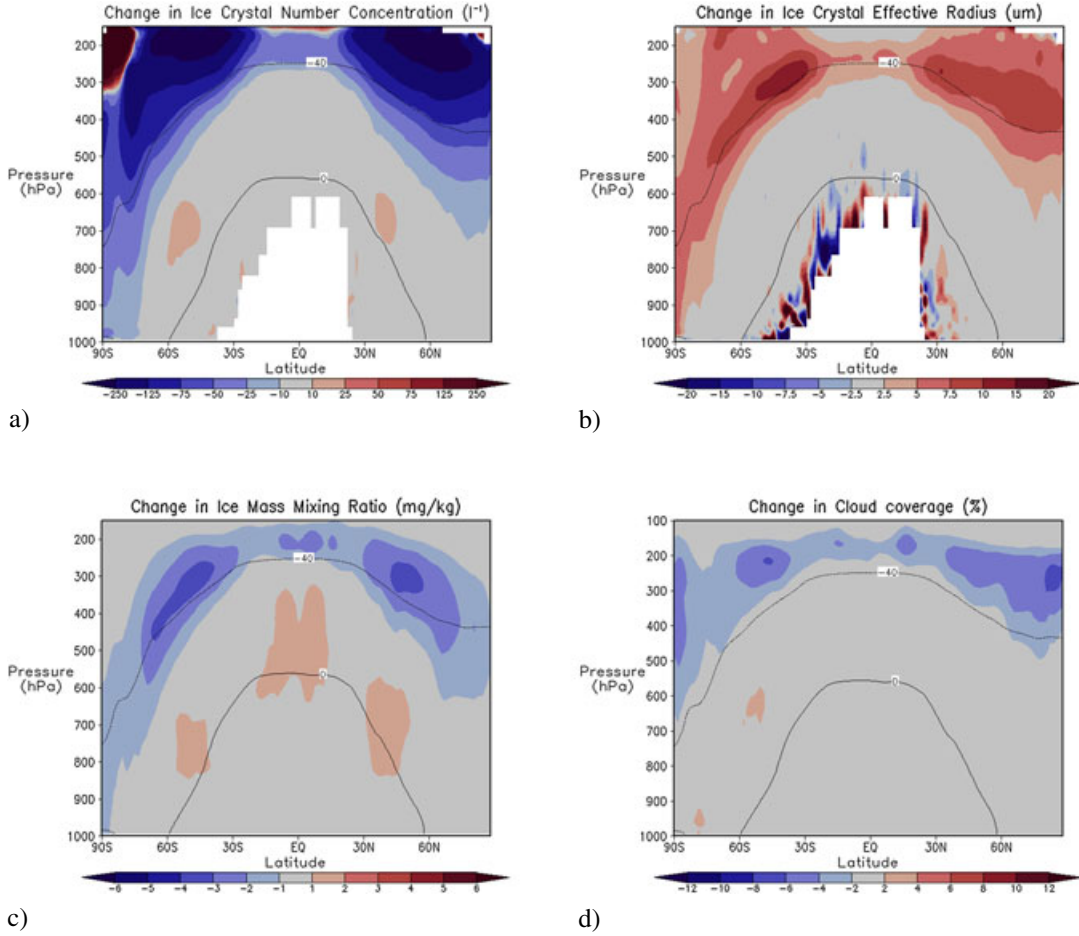 Change in Ice Crystal Number Concentration (l⁻¹)
200
300
400
500
Pressure
(hPa)
600
700
800
900
1000
-40
0
90S 60S 30S EQ 30N 60N
Latitude
-250 -125 -75 -50 -25 -10 10 25 75 125 250
a)
Change in Ice Crystal Effective Radius (um)
200
300
400
500
Pressure
(hPa)
600
700
800
900
1000
-40
0
90S 60S 30S EQ 30N 60N
Latitude
-20 -15 -10 -7.5 -5 -2.5 2.5 5 7.5 10 15 20
b)
Change in Ice Mass Mixing Ratio (mg/kg)
200
300
400
500
Pressure
(hPa)
600
700
800
900
1000
-40
0
90S 60S 30S EQ 30N 60N
Latitude
-6 -5 -4 -3 -2 -1 1 2 3 4 5 6
c)
Change in Cloud coverage (%)
100
200
300
400
500
Pressure
(hPa)
600
700
800
900
1000
-40
0
90S 60S 30S EQ 30N 60N
Latitude
-12 -10 -8 -6 -4 -2 2 4 6 8 10 12
d)